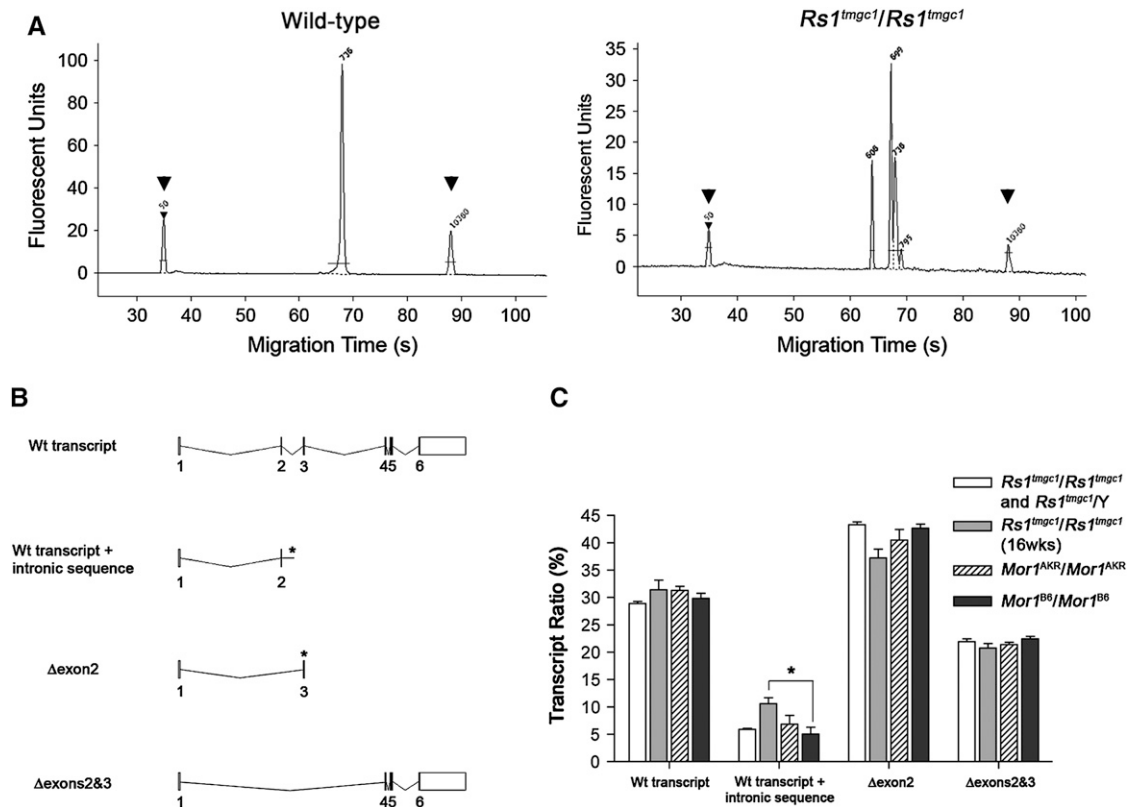 A
Wild-type
Fluorescent Units
100
80
60
40
20
0
50
736
10380
30 40 50 60 70 80 90 100
Migration Time (s)
Rs1tmgc1/Rs1tmgc1
Fluorescent Units
35
30
25
20
15
10
5
0
50
608
699
736
795
10380
30 40 50 60 70 80 90 100
Migration Time (s)
B
Wt transcript
1 2 3 45 6
Wt transcript +
intronic sequence
*
1 2
Δexon2
*
1 3
Δexons2&3
1 45 6
C
Transcript Ratio (%)
45
40
35
30
25
20
15
10
5
0
*
Wt transcript
Wt transcript +
intronic sequence
Δexon2
Δexons2&3
Rs1tmgc1/Rs1tmgc1
and Rs1tmgc1/Y
Rs1tmgc1/Rs1tmgc1
(16wks)
Mor1AKR/Mor1AKR
Mor1B6/Mor1B6